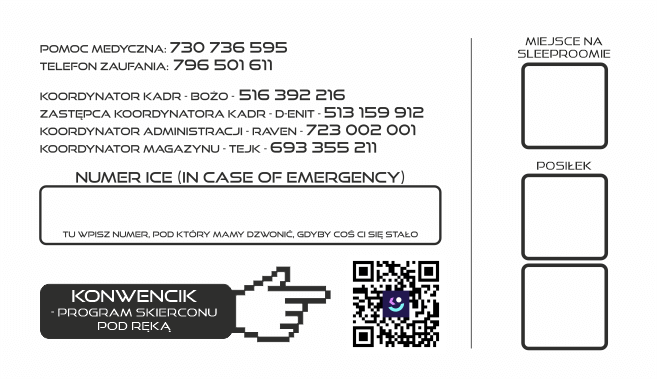 POMOC MEDYCZNA: 730 736 595
TELEFON ZAUFANIA: 796 501 611
KOORDYNATOR KADR - BOŻO - 516 392 216
ZASTĘPCA KOORDYNATORA KADR - D-ENIT - 513 159 912
KOORDYNATOR ADMINISTRACJI - RAVEN - 723 002 001
KOORDYNATOR MAGAZYNU - TEJK - 693 355 211
NUMER ICE (IN CASE OF EMERGENCY)
TU WPISZ NUMER, POD KTÓRY MAMY DZWONIĆ, GDYBY COŚ CI SIĘ STAŁO
KONWENCIK
- PROGRAM SKIERCONU
POD RĘKĄ
MIEJSCE NA
SLEEPROOMIE
POSIŁEK